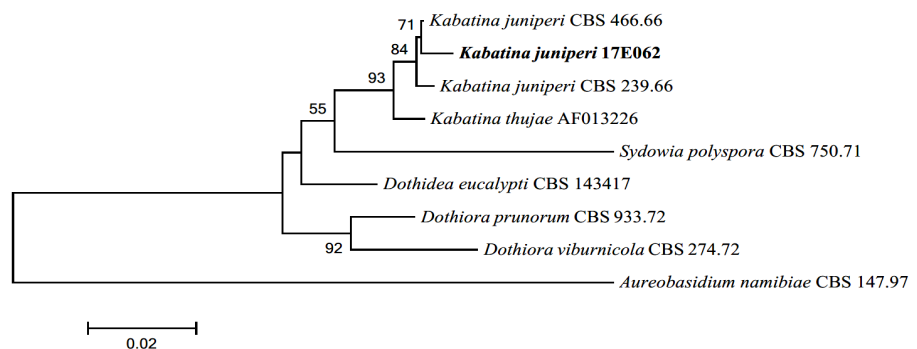 71
Kabatina juniperi CBS 466.66
Kabatina juniperi 17E062
84
93
Kabatina juniperi CBS 239.66
Kabatina thujae AF013226
55
Sydowia polyspora CBS 750.71
Dothidea eucalypti CBS 143417
Dothiora prunorum CBS 933.72
92
Dothiora viburnicola CBS 274.72
Aureobasidium namibiae CBS 147.97
0.02